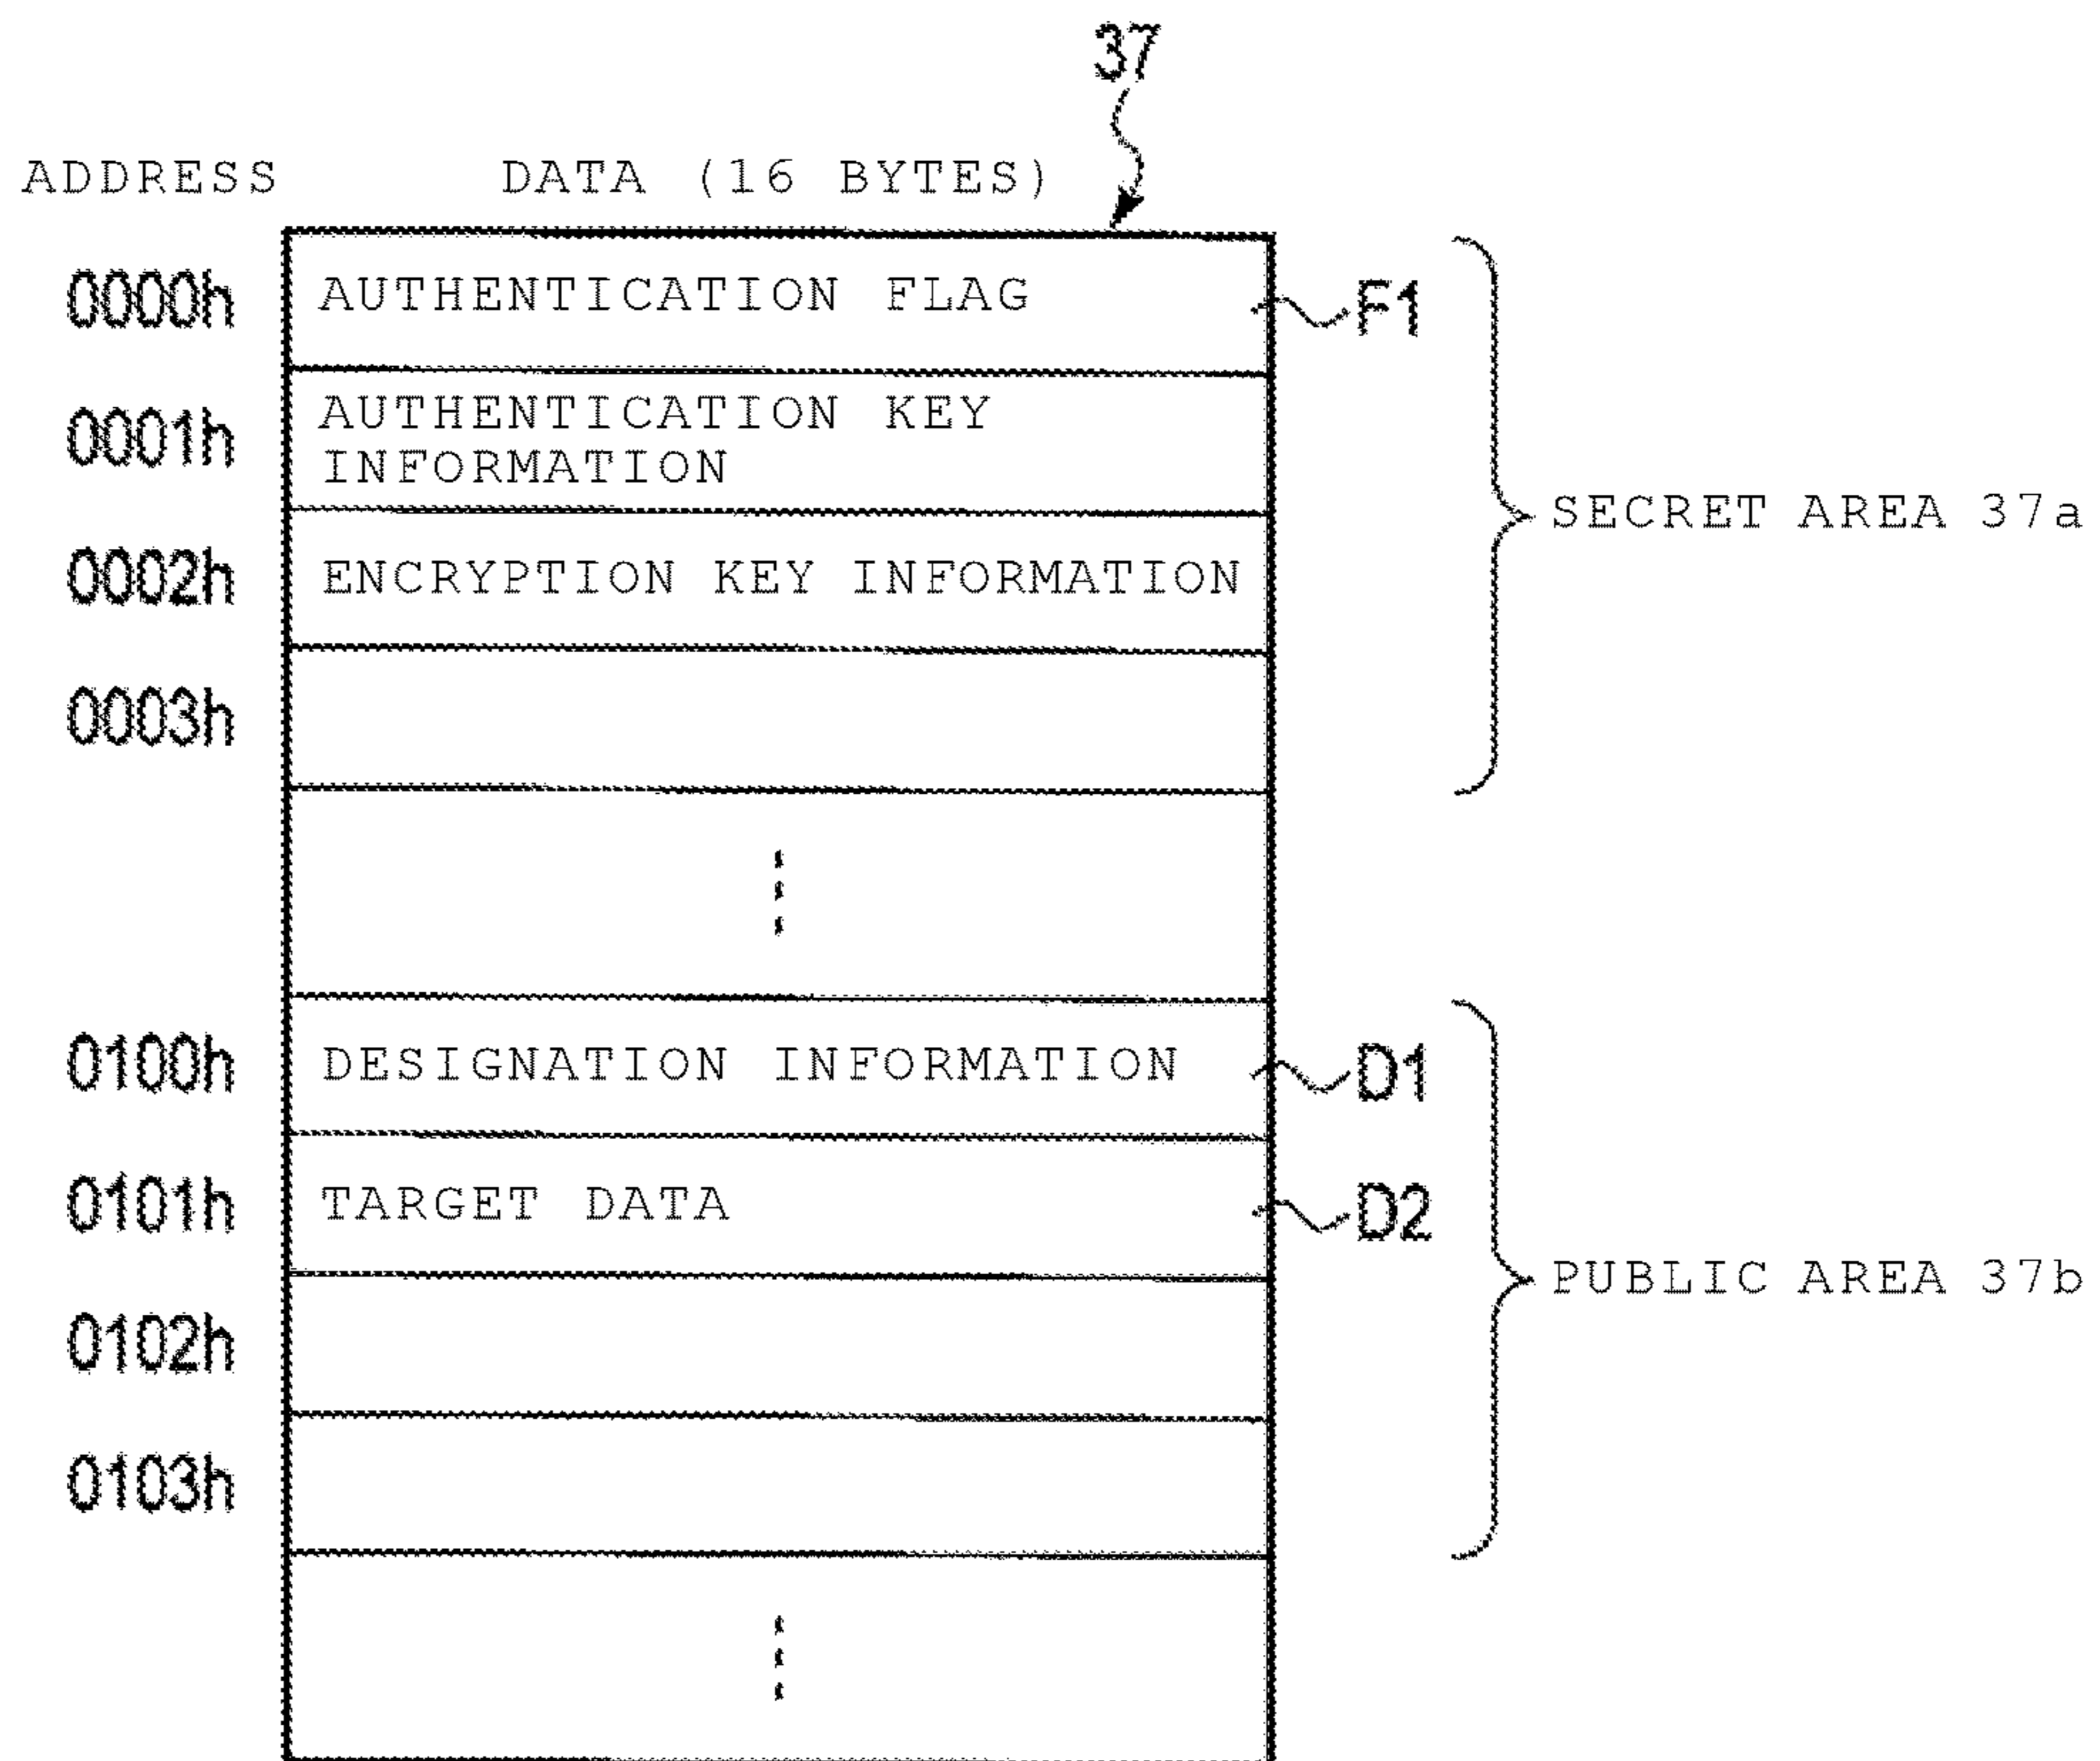 37
ADDRESS DATA (16 BYTES)
0000h AUTHENTICATION FLAG F1
0001h AUTHENTICATION KEY
INFORMATION
SECRET AREA 37a
0002h ENCRYPTION KEY INFORMATION
0003h
0100h DESIGNATION INFORMATION D1
0101h TARGET DATA D2
PUBLIC AREA 37b
0102h
0103h